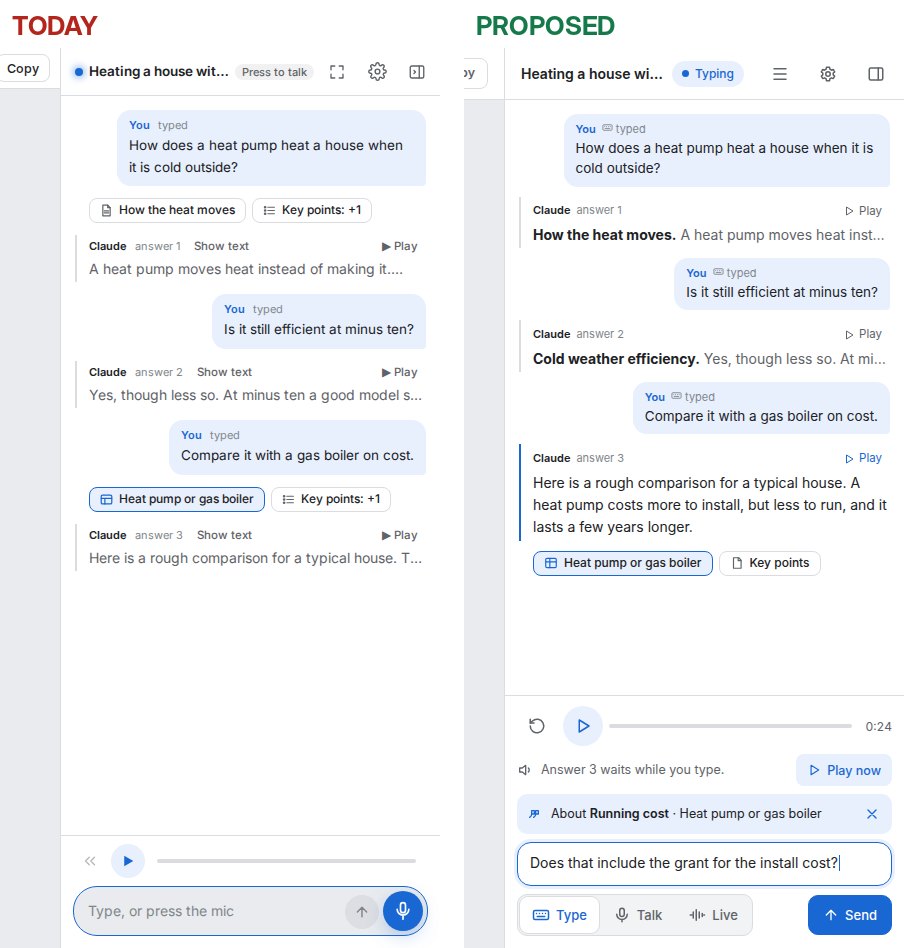 TODAY
Copy
Heating a house wit...
Press to talk
You typed
How does a heat pump heat a house when
it is cold outside?
How the heat moves
Key points: +1
Claude answer 1 Show text
▶ Play
A heat pump moves heat instead of making it....
You typed
Is it still efficient at minus ten?
Claude answer 2 Show text
▶ Play
Yes, though less so. At minus ten a good model s...
You typed
Compare it with a gas boiler on cost.
Heat pump or gas boiler
Key points: +1
Claude answer 3 Show text
▶ Play
Here is a rough comparison for a typical house. T...
Type, or press the mic
PROPOSED
py
Heating a house wi...
Typing
You typed
How does a heat pump heat a house when it is
cold outside?
Claude answer 1
Play
How the heat moves. A heat pump moves heat inst...
You typed
Is it still efficient at minus ten?
Claude answer 2
Play
Cold weather efficiency. Yes, though less so. At mi...
You typed
Compare it with a gas boiler on cost.
Claude answer 3
Play
Here is a rough comparison for a typical house. A
heat pump costs more to install, but less to run, and it
lasts a few years longer.
Heat pump or gas boiler
Key points
0:24
Answer 3 waits while you type.
Play now
About Running cost · Heat pump or gas boiler
Does that include the grant for the install cost?
Type
Talk
Live
Send